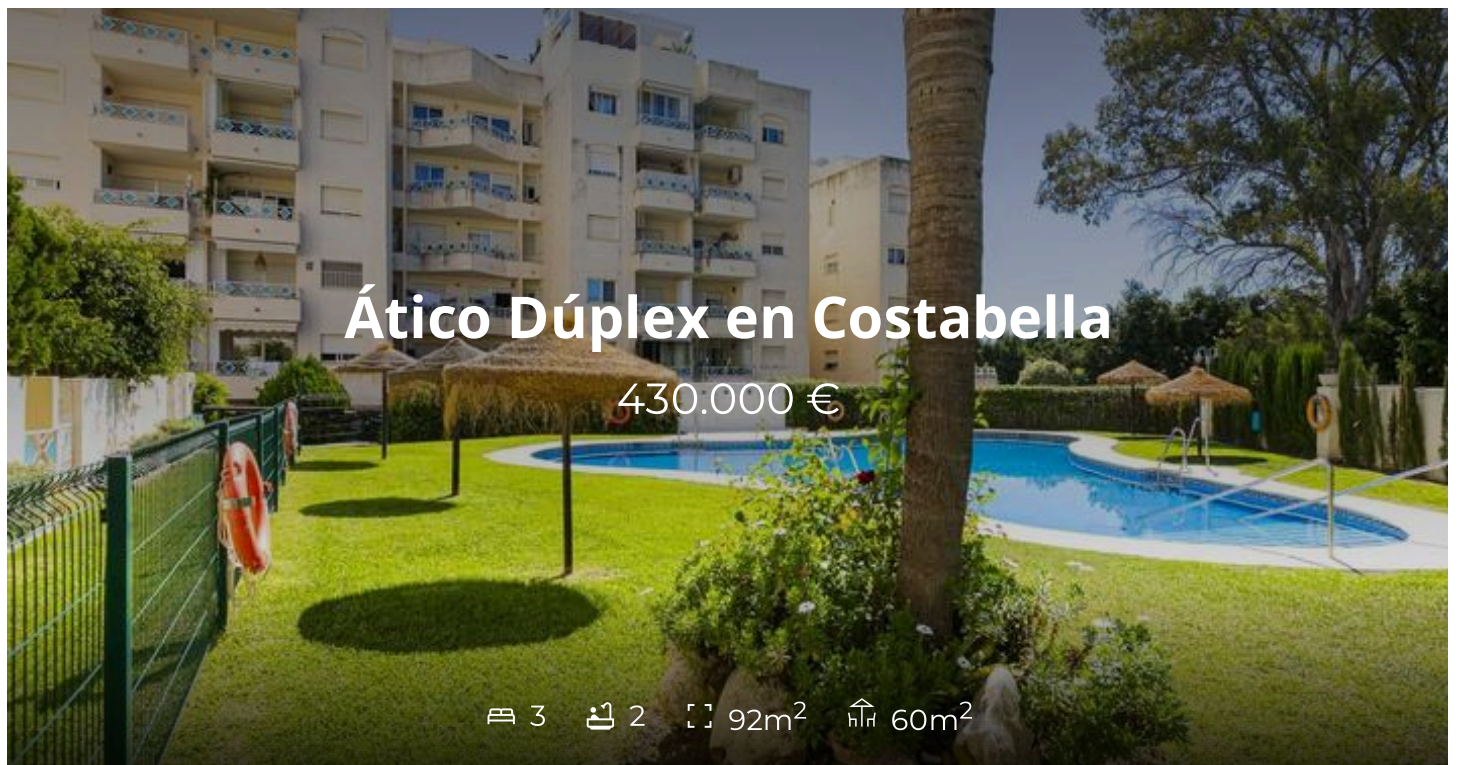 Ático Dúplex en Costabella
430.000 €
3 2 92m² 60m²